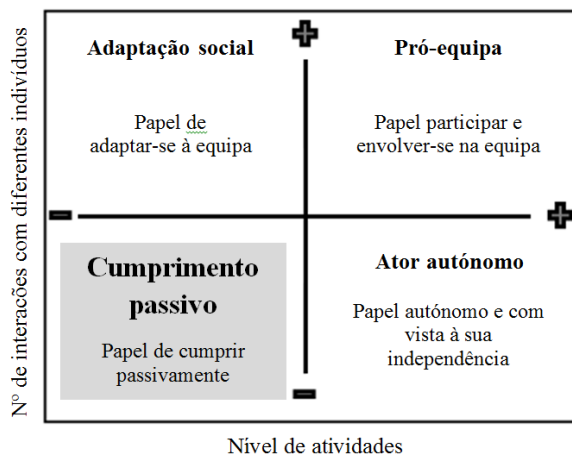 Nº de interacões com diferentes indivíduos
Adaptação social
Papel de
adaptar-se à equipa
Pró-equipa
Papel participar e
envolver-se na equipa
Cumprimento
passivo
Papel de cumprir
passivamente
Ator autónomo
Papel autónomo e com
vista à sua
independência
Nível de atividades